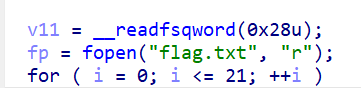 v11 = __readfsqword(0x28u);
fp = fopen("flag.txt", "r");
for ( i = 0; i <= 21; ++i )